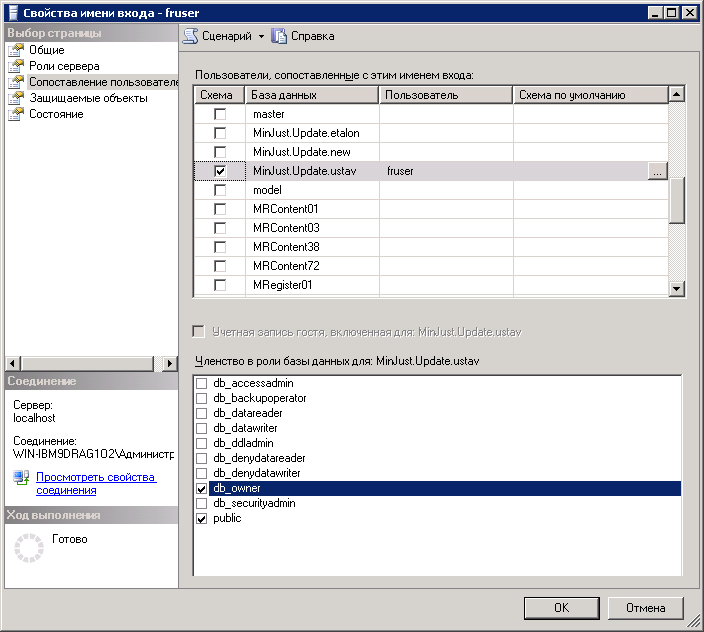 Свойства имени входа - fruser
Выбор страницы
Общие
Роли сервера
Сопоставление пользователе
Защищаемые объекты
Состояние
Сценарий Справка
Пользователи, сопоставленные с этим именем входа:
Схема База данных Пользователь Схема по умолчанию
master
MinJust.Update.etalon
MinJust.Update.new
MinJust.Update.ustav fruser ...
model
MRContent01
MRContent03
MRContent38
MRContent72
MRegister01
Учетная запись гостя, включенная для: MinJust.Update.ustav
Членство в роли базы данных для: MinJust.Update.ustav
db_accessadmin
db_backupoperator
db_datareader
db_datawriter
db_ddladmin
db_denydatareader
db_denydatawriter
db_owner
db_securityadmin
public
Соединение
Сервер:
localhost
Соединение:
WIN-IBM9DRAG1O2\Администр
Просмотреть свойства
соединения
Ход выполнения
Готово
OK Отмена